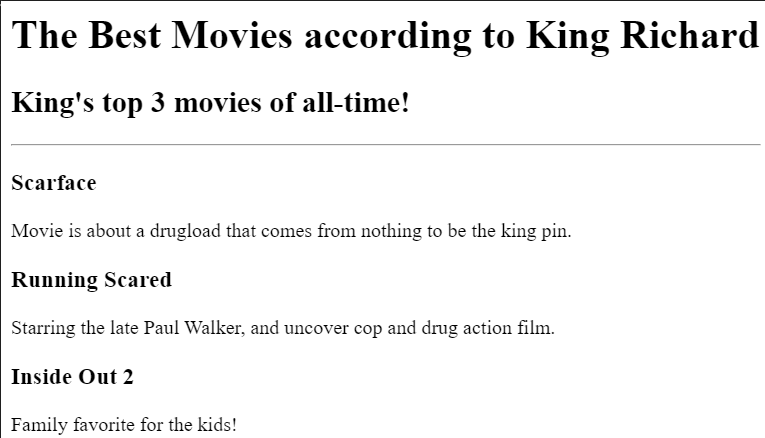 The Best Movies according to King Richard
King's top 3 movies of all-time!
Scarface
Movie is about a drugload that comes from nothing to be the king pin.
Running Scared
Starring the late Paul Walker, and uncover cop and drug action film.
Inside Out 2
Family favorite for the kids!